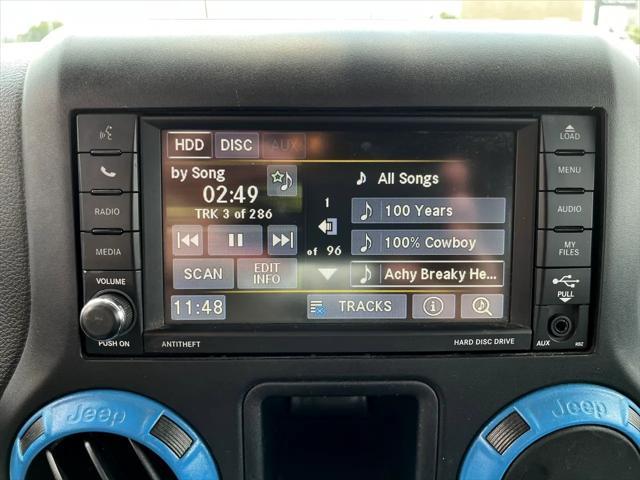 HDD DISC AUX
by Song
02:49
TRK 3 of 286
SCAN
EDIT INFO
11:48
1
of 96
All Songs
100 Years
100% Cowboy
Achy Breaky He...
TRACKS
RADIO
MEDIA
VOLUME
PUSH ON
ANTITHEFT
HARD DISC DRIVE
LOAD
MENU
AUDIO
MY FILES
PULL
AUX
RBZ
Jeep
Jeep